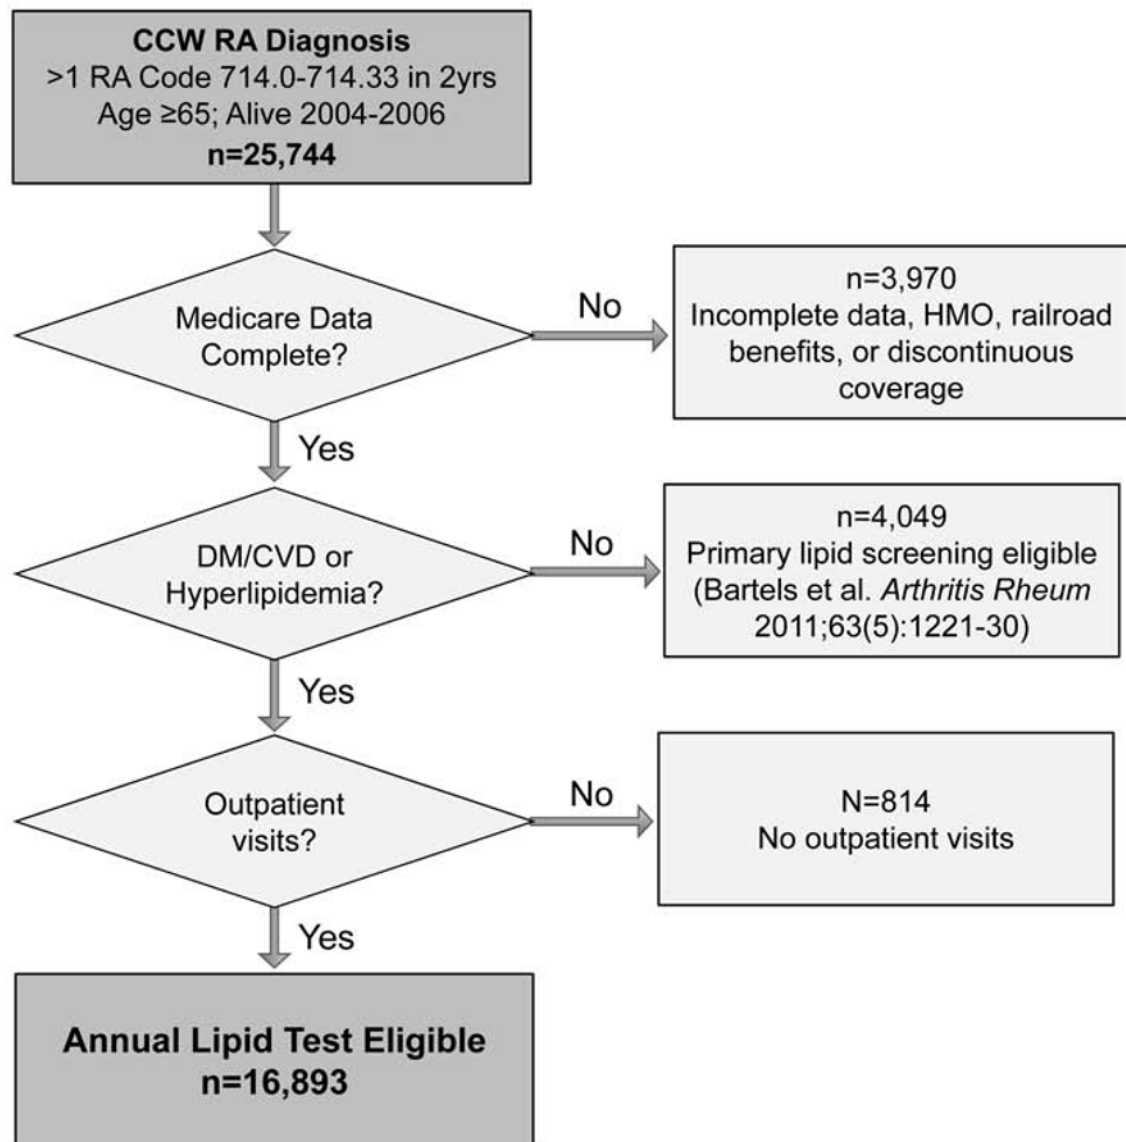 CCW RA Diagnosis
>1 RA Code 714.0-714.33 in 2yrs
Age ≥65; Alive 2004-2006
n=25,744
Medicare Data
Complete?
No
n=3,970
Incomplete data, HMO, railroad
benefits, or discontinuous
coverage
Yes
DM/CVD or
Hyperlipidemia?
No
n=4,049
Primary lipid screening eligible
(Bartels et al. Arthritis Rheum
2011;63(5):1221-30)
Yes
Outpatient
visits?
No
N=814
No outpatient visits
Yes
Annual Lipid Test Eligible
n=16,893